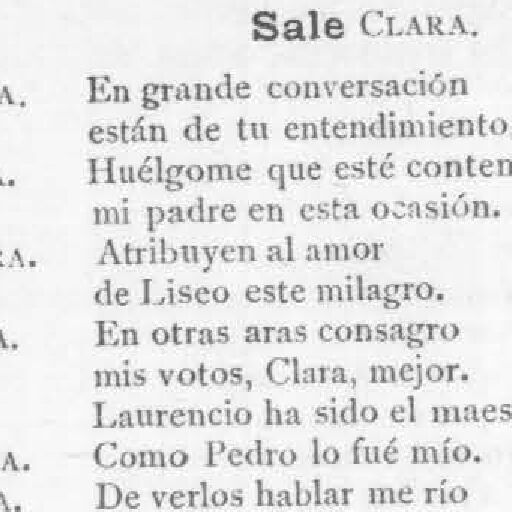 Sale CLARA.
A. En grande conversación
están de tu entendimiento
A. Huélgome que esté conten
mi padre en esta ocasión.
RA. Atribuyen al amor
de Liseo este milagro.
A. En otras aras consagro
mis votos, Clara, mejor.
Laurencio ha sido el maes
A. Como Pedro lo fué mío.
A. De verlos hablar me río